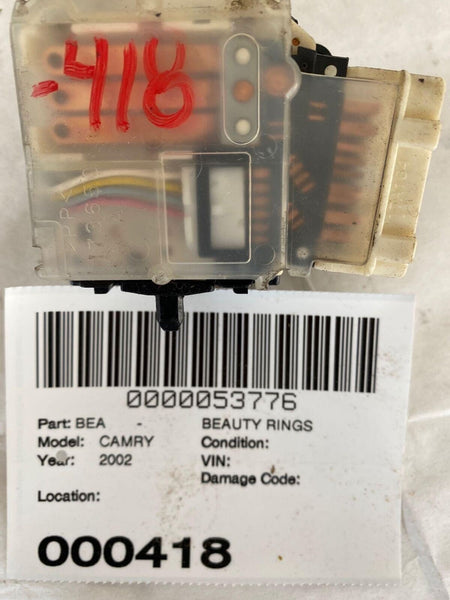 -418
0000053776
Part: BEA - BEAUTY RINGS
Model: CAMRY Condition:
Year: 2002 VIN:
Damage Code:
Location:
000418